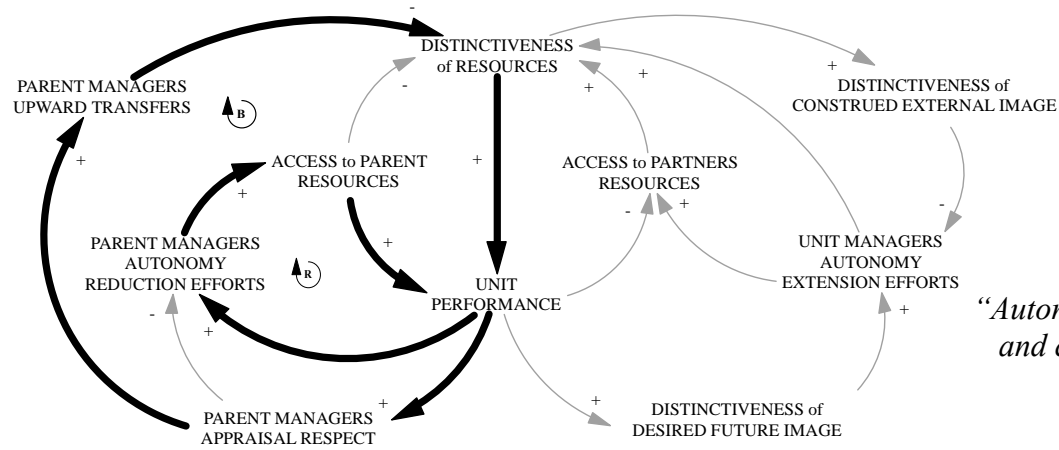 DISTINCTIVENESS
of RESOURCES
PARENT MANAGERS
UPWARD TRANSFERS
DISTINCTIVENESS of
CONSTRUED EXTERNAL IMAGE
B
ACCESS to PARENT
RESOURCES
ACCESS to PARTNERS
RESOURCES
PARENT MANAGERS
AUTONOMY
REDUCTION EFFORTS
R
UNIT
PERFORMANCE
UNIT MANAGERS
AUTONOMY
EXTENSION EFFORTS
and
PARENT MANAGERS
APPRAISAL RESPECT
DISTINCTIVENESS of
DESIRED FUTURE IMAGE
-
+
-
+
+
+
+
+
+
-
+
-
+
-
+
+
+
+